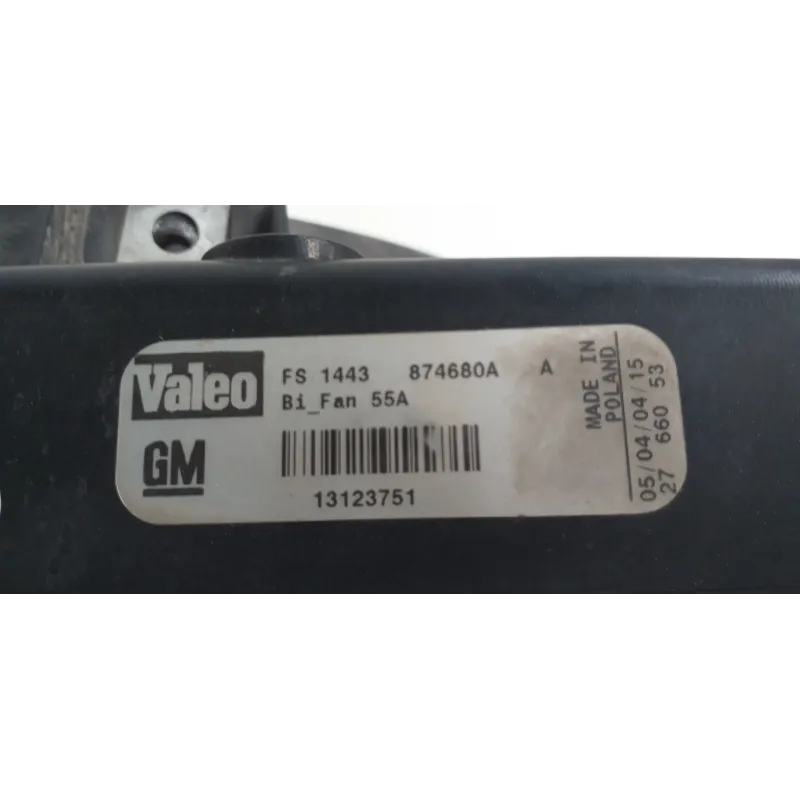 Valeo
GM
FS 1443 874680A A
Bi_Fan 55A
13123751
MADE IN
POLAND
05/04/04/15
27 660 53